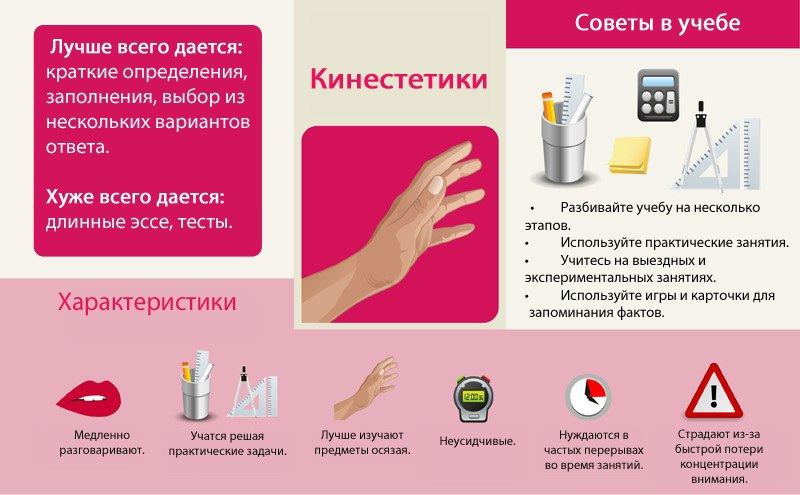 Лучше всего дается:
краткие определения,
заполнения, выбор из
нескольких вариантов
ответа.
Хуже всего дается:
длинные эссе, тесты.
Кинестетики
Советы в учебе
• Разбивайте учебу на несколько
этапов.
• Используйте практические занятия.
• Учитесь на выездных и
экспериментальных занятиях.
• Используйте игры и карточки для
запоминания фактов.
Характеристики
Медленно
разговаривают.
Учатся решая
практические задачи.
Лучше изучают
предметы осязая.
12:00
Неусидчивые.
Нуждаются в
частых перерывах
во время занятий.
Страдают из-за
быстрой потери
концентрации
внимания.